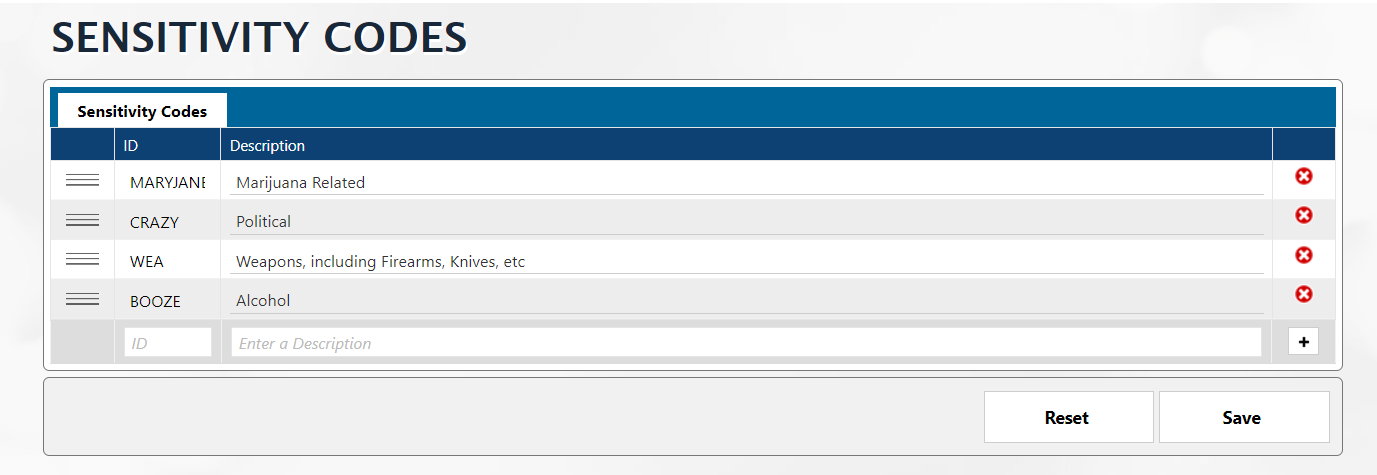 SENSITIVITY CODES
Sensitivity Codes
ID Description
MARYJANE Marijuana Related
CRAZY Political
WEA Weapons, including Firearms, Knives, etc
BOOZE Alcohol
ID Enter a Description +
Reset Save